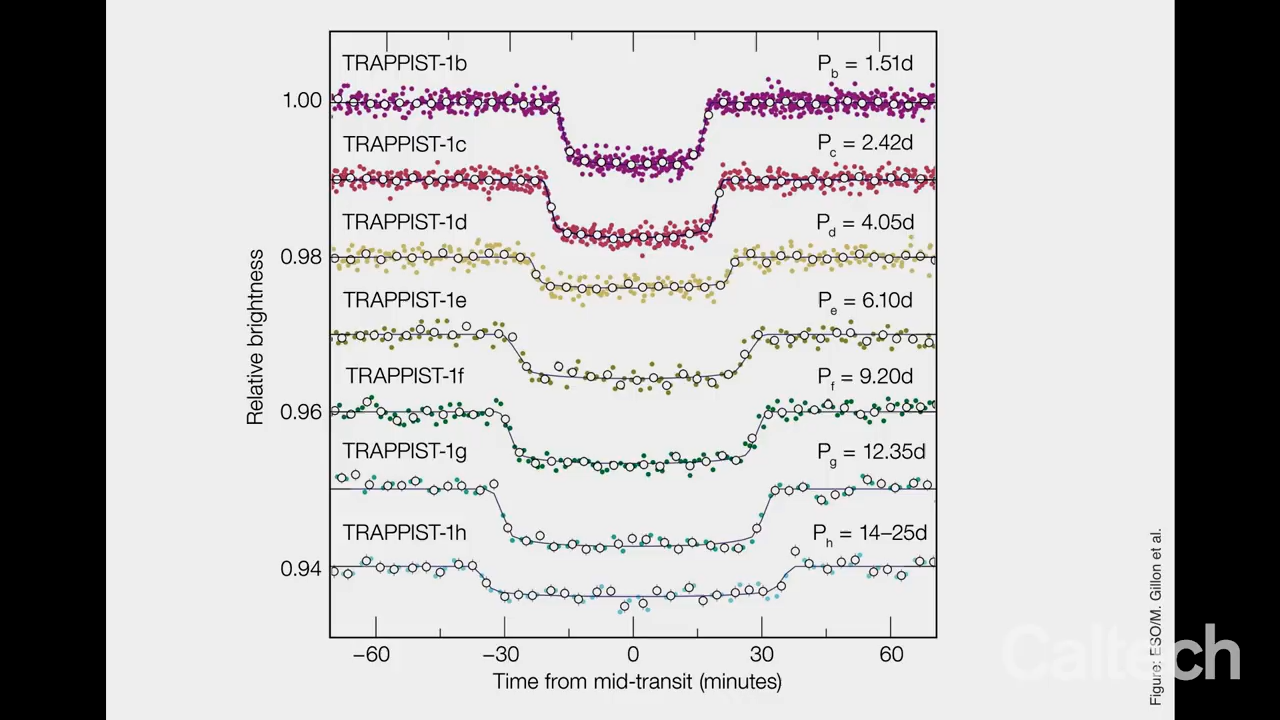 TRAPPIST-1b P_b = 1.51d
1.00
TRAPPIST-1c P_c = 2.42d
TRAPPIST-1d P_d = 4.05d
0.98
TRAPPIST-1e P_e = 6.10d
TRAPPIST-1f P_f = 9.20d
0.96
TRAPPIST-1g P_g = 12.35d
TRAPPIST-1h P_h = 14–25d
0.94
–60 –30 0 30 60
Time from mid-transit (minutes)
Relative brightness
Figure: ESO/M. Gillon et al.
Caltech